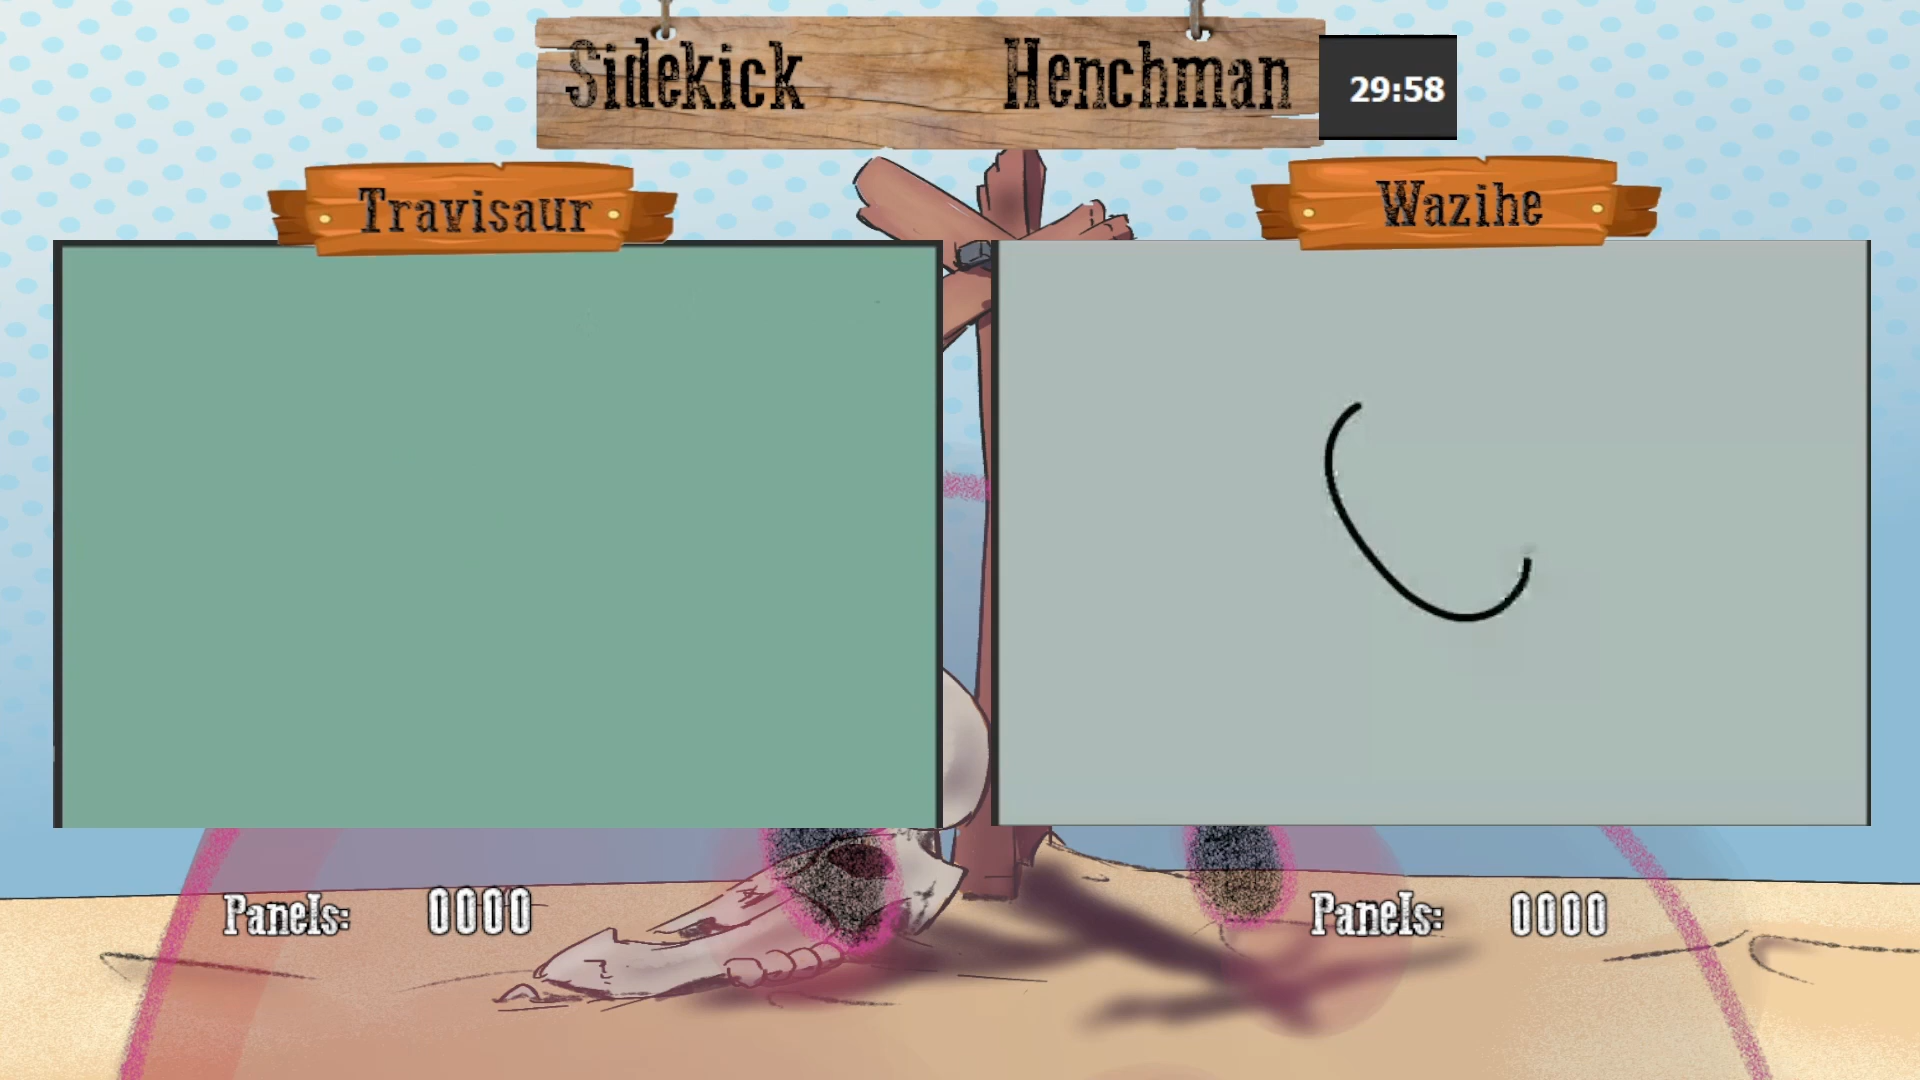 Sidekick Henchman
29:58
Travisaur
Wazihe
Panels: 0000
Panels: 0000